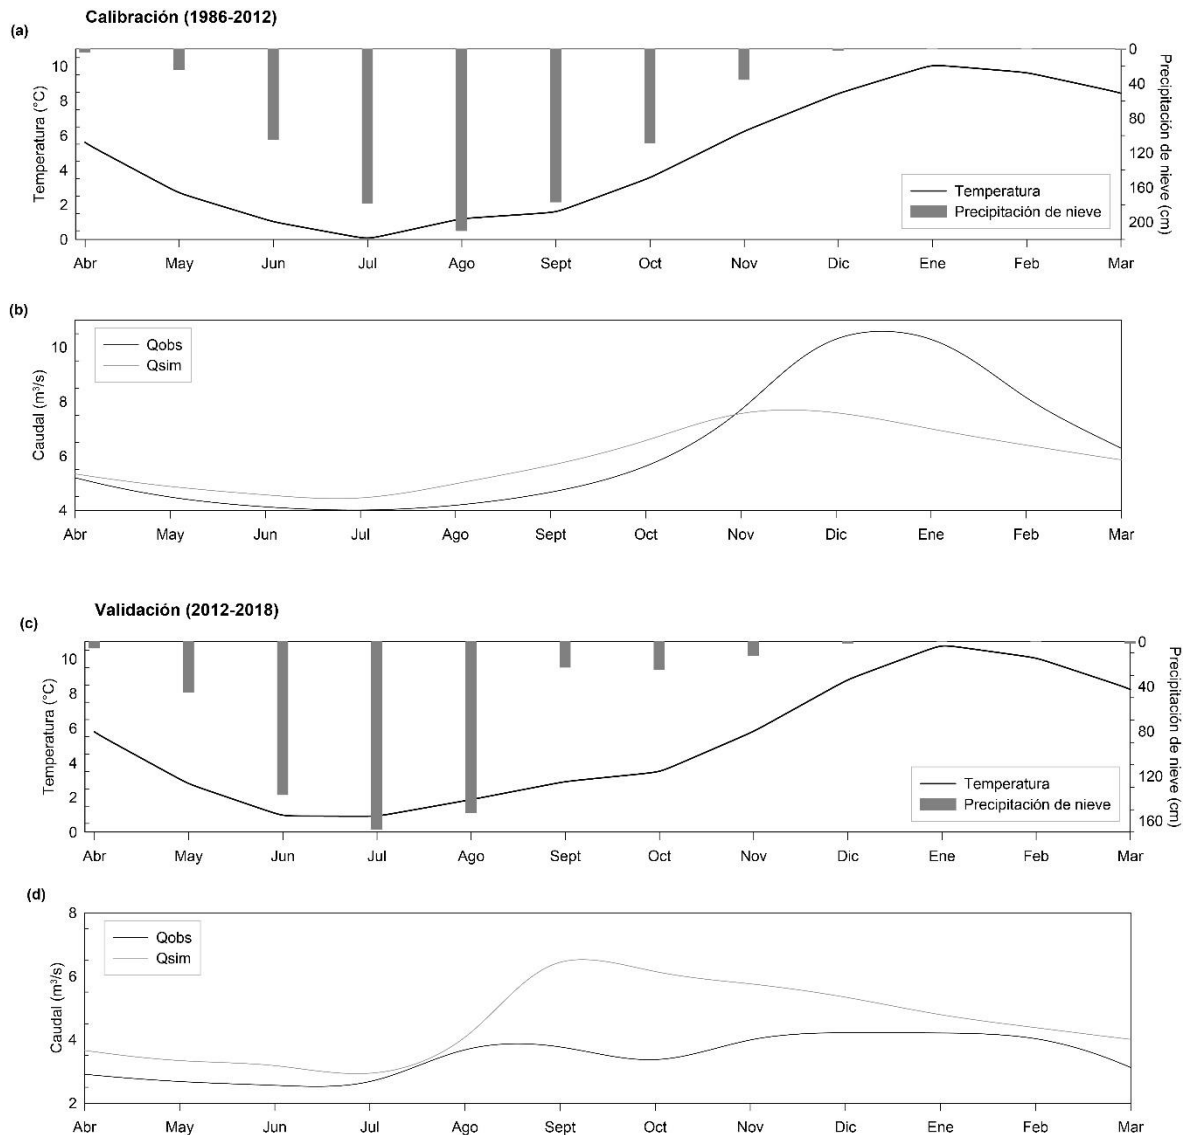 Calibración (1986-2012)
(a)
Temperatura (°C)
10
8
6
4
2
0
0
40
80
120
160
200
Precipitación de nieve (cm)
Temperatura
Precipitación de nieve
Abr May Jun Jul Ago Sept Oct Nov Dic Ene Feb Mar
(b)
Caudal (m³/s)
10
8
6
4
Qobs
Qsim
Abr May Jun Jul Ago Sept Oct Nov Dic Ene Feb Mar
Validación (2012-2018)
(c)
Temperatura (°C)
10
8
6
4
2
0
0
40
80
120
160
Precipitación de nieve (cm)
Temperatura
Precipitación de nieve
Abr May Jun Jul Ago Sept Oct Nov Dic Ene Feb Mar
(d)
Caudal (m³/s)
8
6
4
2
Qobs
Qsim
Abr May Jun Jul Ago Sept Oct Nov Dic Ene Feb Mar